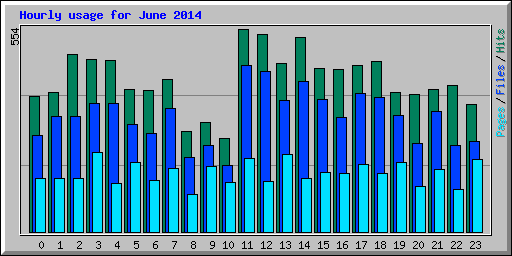 Hourly usage for June 2014
554
Pages/Files/Hits
0 1 2 3 4 5 6 7 8 9 10 11 12 13 14 15 16 17 18 19 20 21 22 23